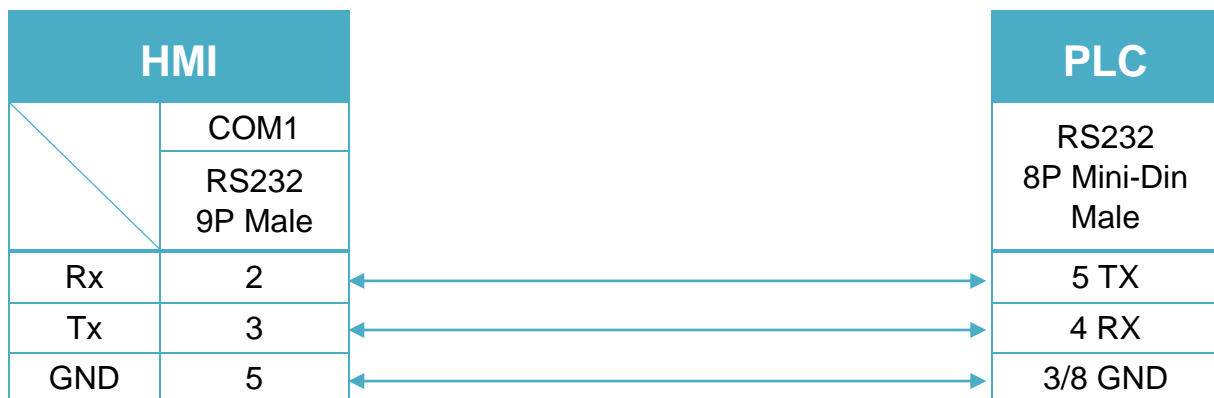 HMI PLC
COM1
RS232
9P Male
RS232
8P Mini-Din
Male
Rx 2 5 TX
Tx 3 4 RX
GND 5 3/8 GND